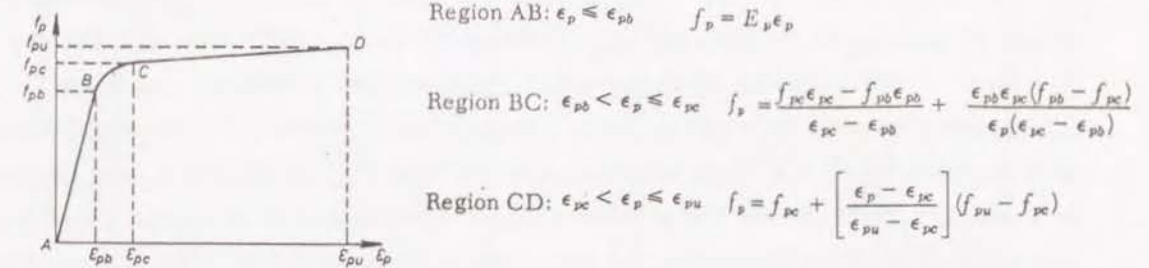 f_p
f_pu
f_pc
f_pb
A
B
C
D
ε_pb ε_pc ε_pu ε_p
Region AB: ϵ_p ⩽ ϵ_pb f_p = E_p ϵ_p
Region BC: ϵ_pb < ϵ_p ⩽ ϵ_pc f_p = (f_pc ϵ_pc − f_pb ϵ_pb) / (ϵ_pc − ϵ_pb) + ϵ_pb ϵ_pc (f_pb − f_pc) / ϵ_p (ϵ_pc − ϵ_pb)
Region CD: ϵ_pc < ϵ_p ⩽ ϵ_pu f_p = f_pc + [(ϵ_p − ϵ_pc) / (ϵ_pu − ϵ_pc)] (f_pu − f_pc)